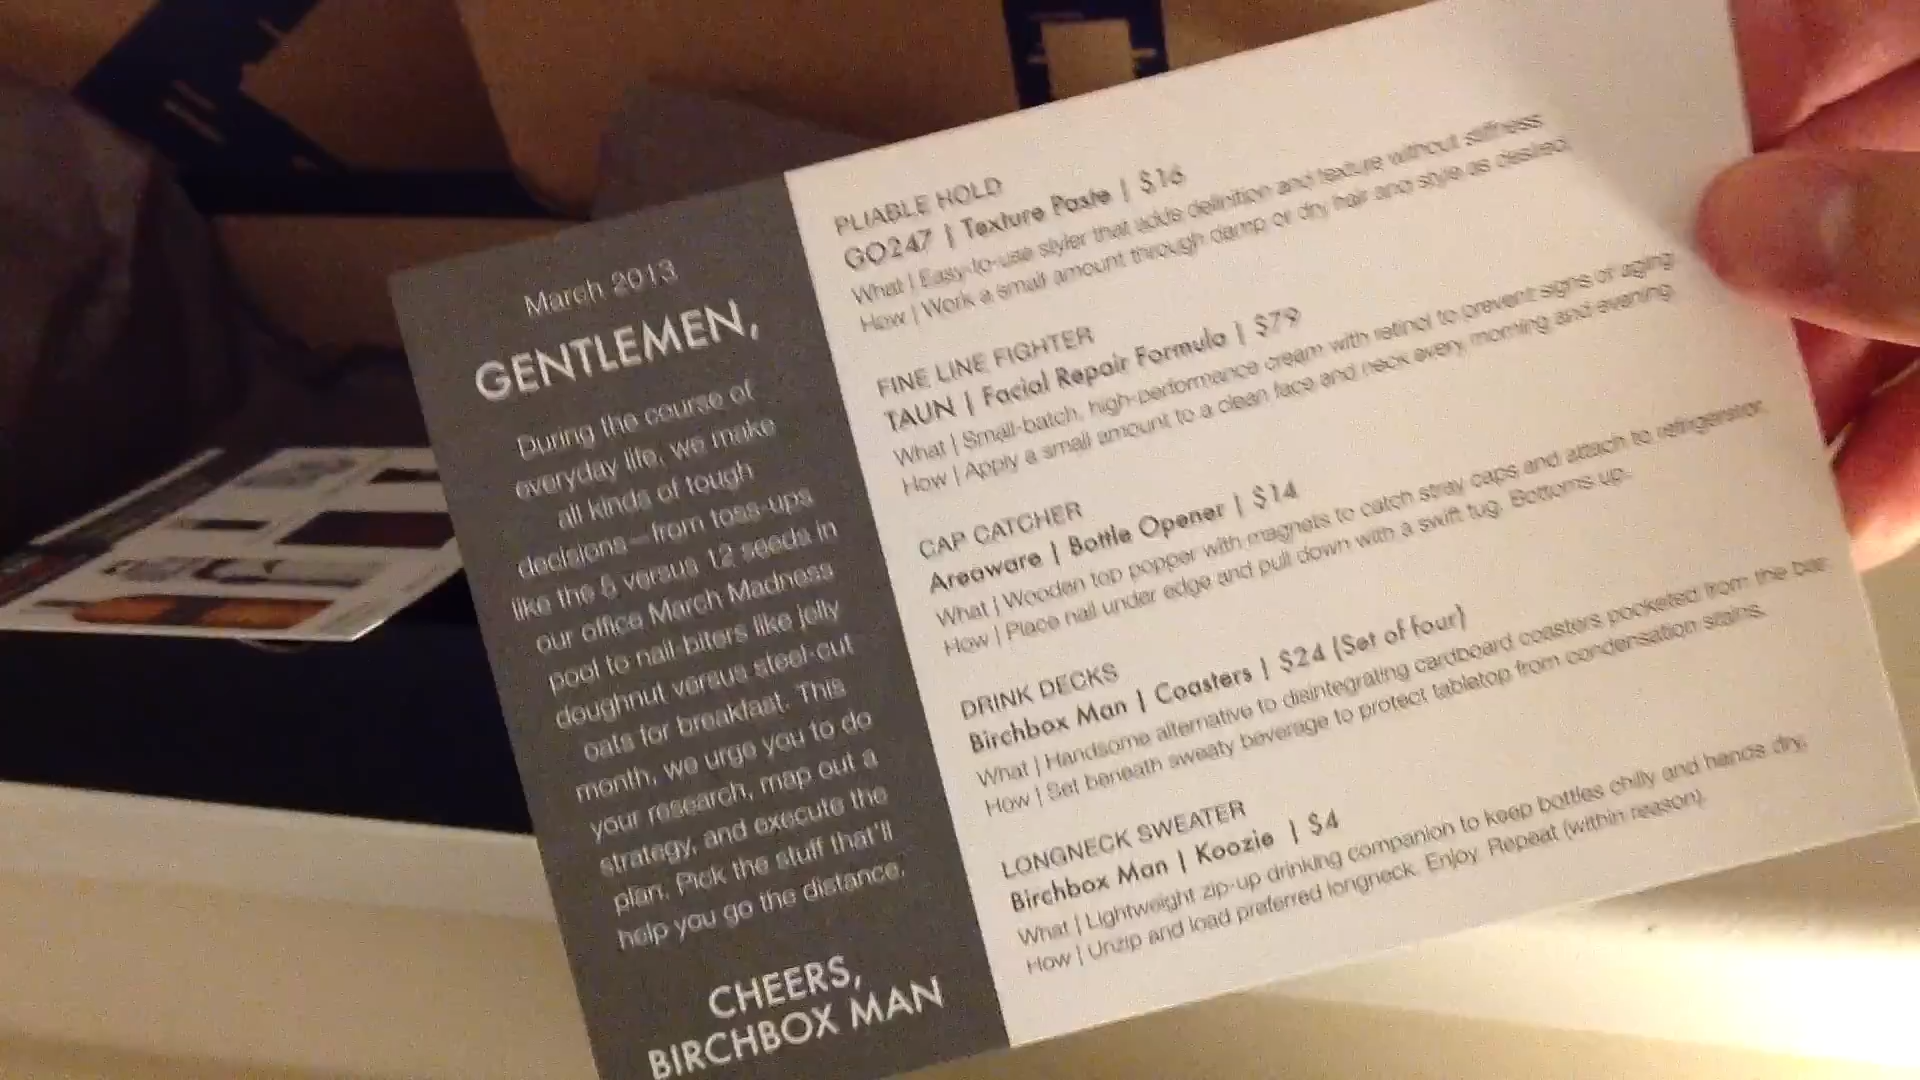 March 2013
GENTLEMEN,
During the course of
everyday life, we make
all kinds of tough
decisions—from toss-ups
like the 5 versus 12 seeds in
our office March Madness
pool to nail-biters like jelly
doughnut versus steel-cut
oats for breakfast. This
month, we urge you to do
your research, map out a
strategy, and execute the
plan. Pick the stuff that'll
help you go the distance.
CHEERS,
BIRCHBOX MAN
PLIABLE HOLD
GO247 | Texture Paste | $16
What | Easy-to-use styler that adds definition and texture without stiffness.
How | Work a small amount through damp or dry hair and style as desired.
FINE LINE FIGHTER
TAUN | Facial Repair Formula | $79
What | Small-batch, high-performance cream with retinol to prevent signs of aging.
How | Apply a small amount to a clean face and neck every morning and evening.
CAP CATCHER
Areaware | Bottle Opener | $14
What | Wooden top popper with magnets to catch stray caps and attach to refrigerator.
How | Place nail under edge and pull down with a swift tug. Bottoms up.
DRINK DECKS
Birchbox Man | Coasters | $24 (Set of four)
What | Handsome alternative to disintegrating cardboard coasters pocketed from the bar.
How | Set beneath sweaty beverage to protect tabletop from condensation stains.
LONGNECK SWEATER
Birchbox Man | Koozie | $4
What | Lightweight zip-up drinking companion to keep bottles chilly and hands dry.
How | Unzip and load preferred longneck. Enjoy. Repeat (within reason).